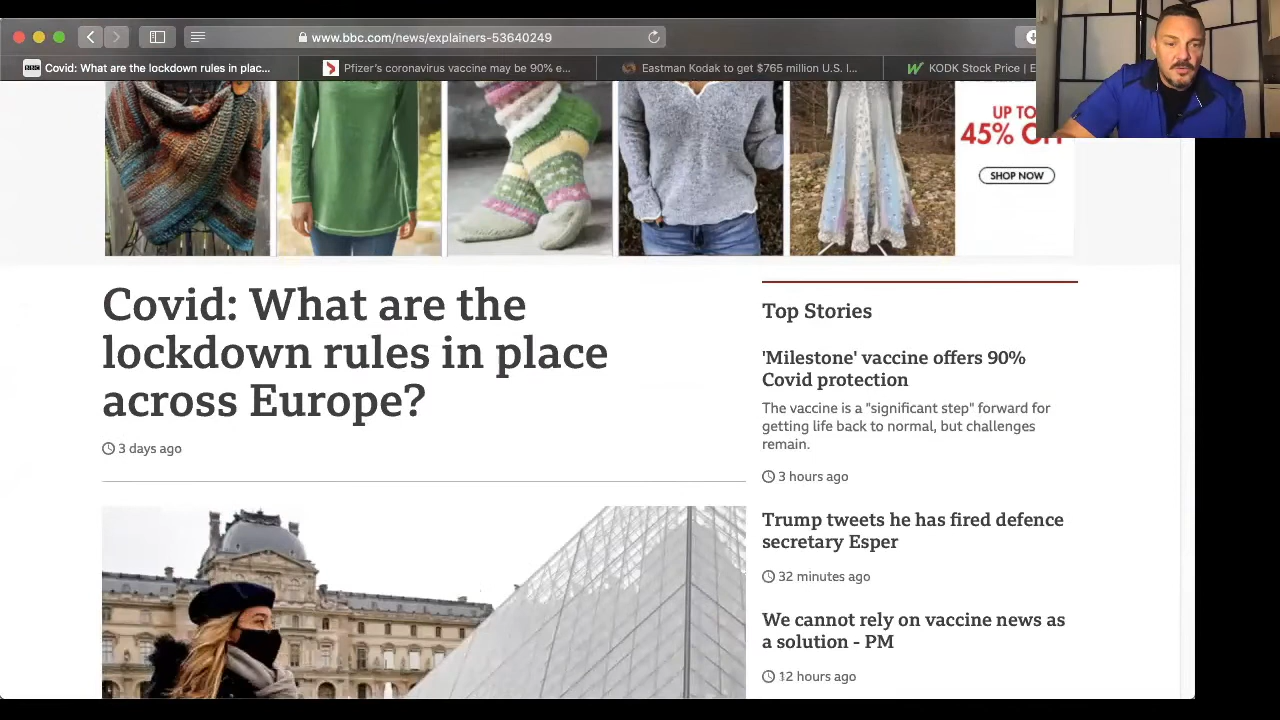 www.bbc.com/news/explainers-53640249
BBC
Covid: What are the lockdown rules in plac...
Pfizer's coronavirus vaccine may be 90% e...
Eastman Kodak to get $765 million U.S. l...
KODK Stock Price | E
UP TO
45%
SHOP NOW
Covid: What are the
lockdown rules in place
across Europe?
3 days ago
Top Stories
'Milestone' vaccine offers 90%
Covid protection
The vaccine is a "significant step" forward for
getting life back to normal, but challenges
remain.
3 hours ago
Trump tweets he has fired defence
secretary Esper
32 minutes ago
We cannot rely on vaccine news as
a solution - PM
12 hours ago